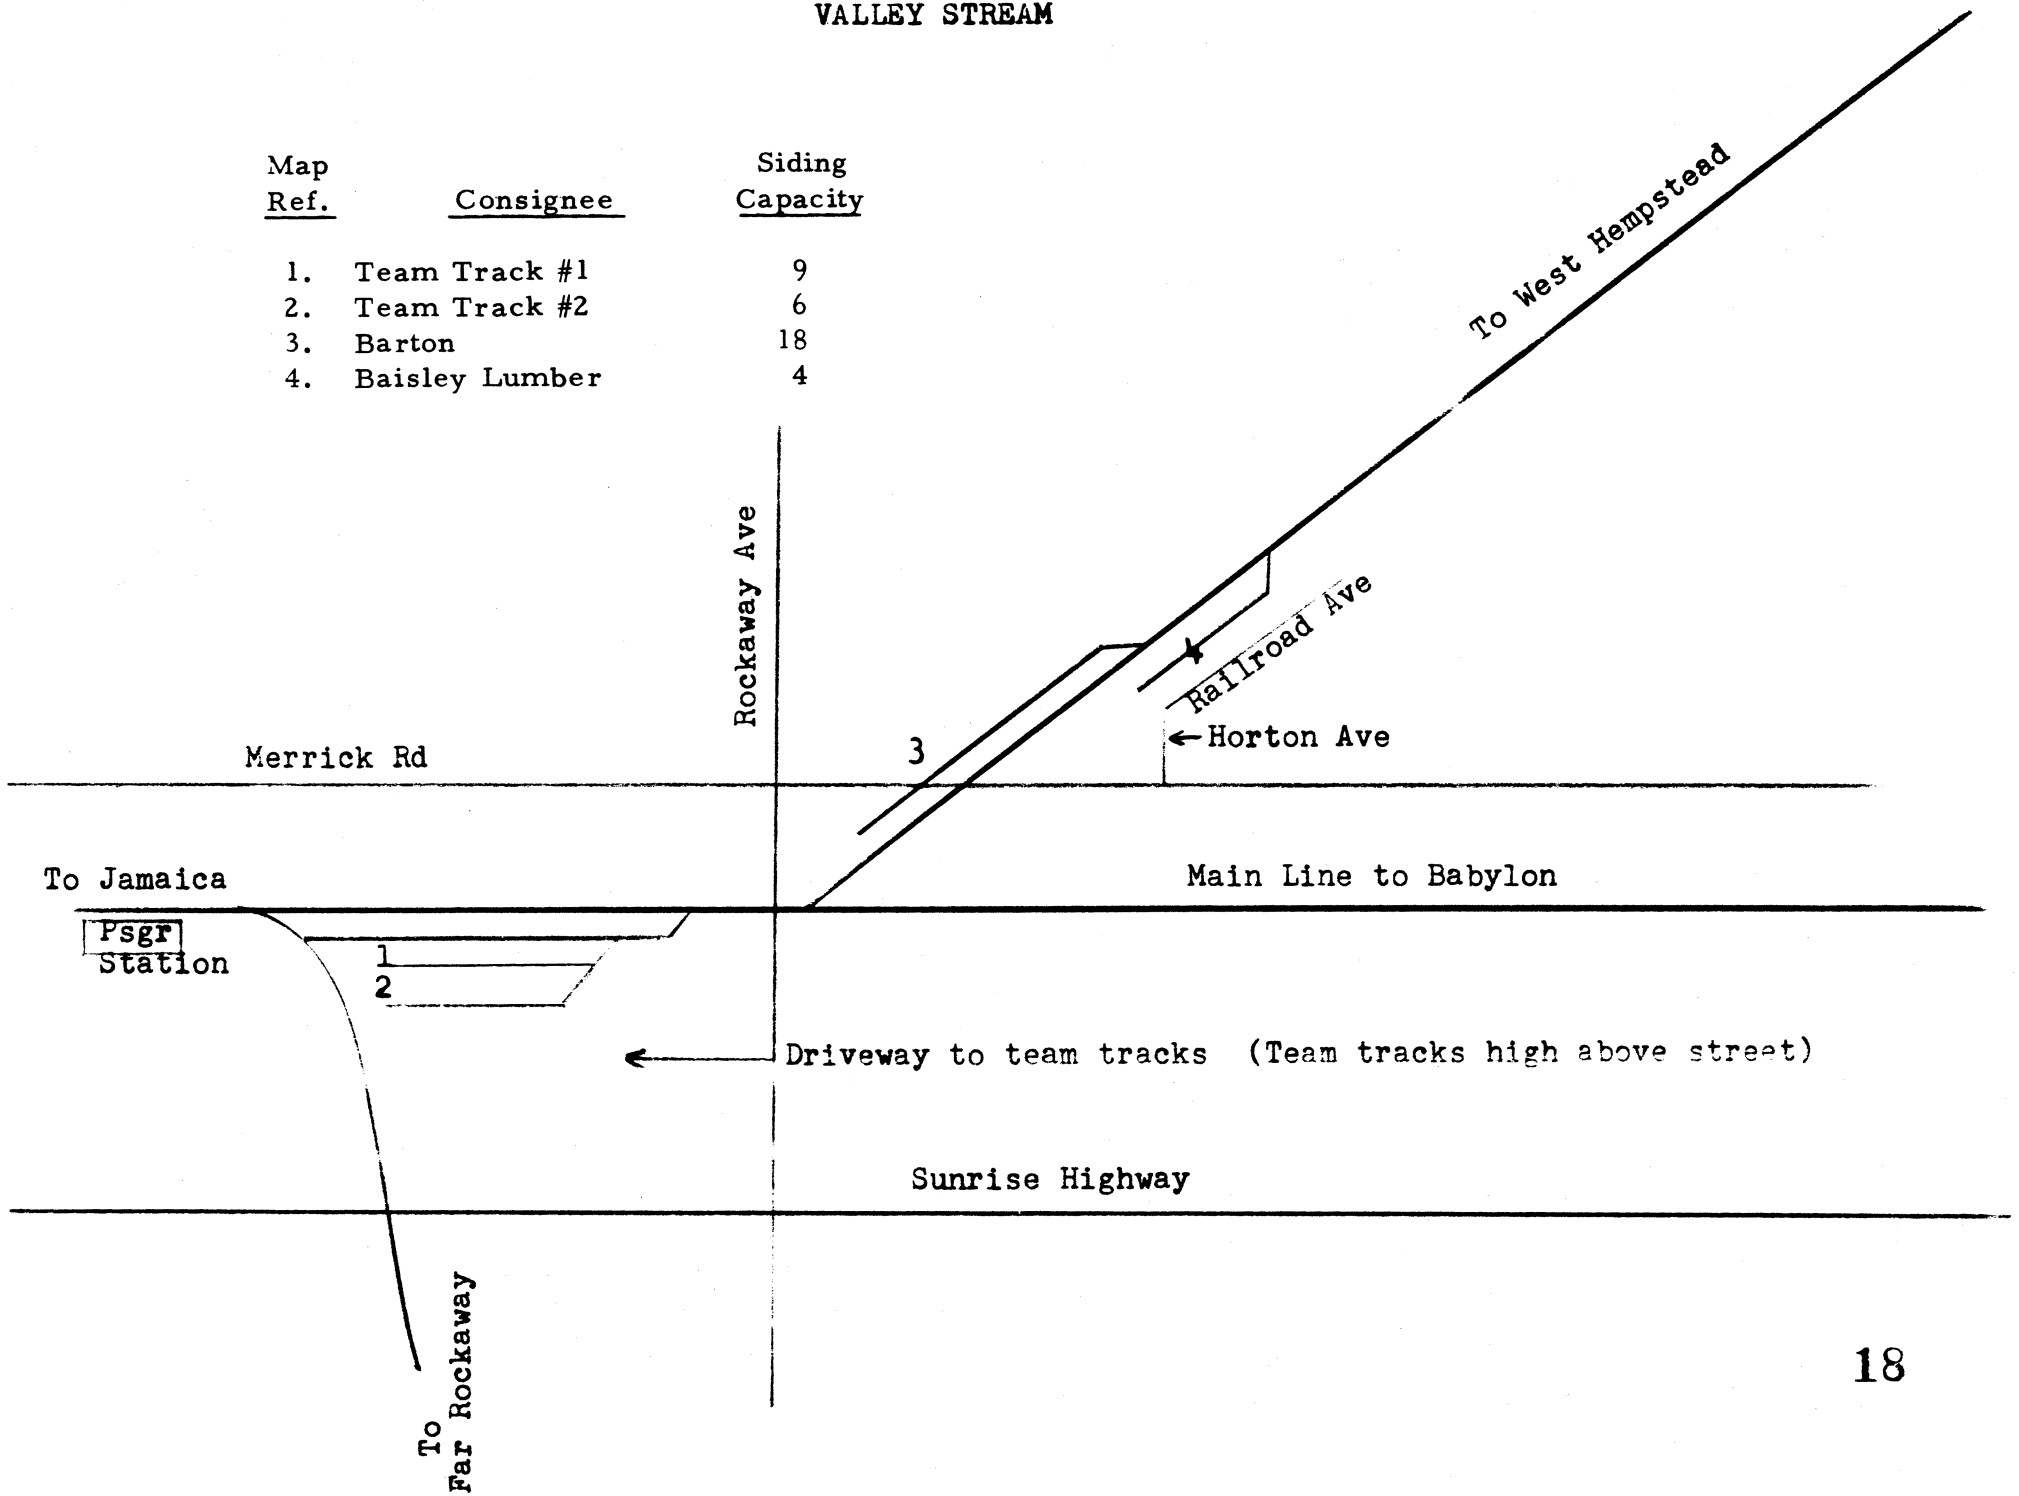 VALLEY STREAM
Map Siding
Ref. Consignee Capacity
1. Team Track #1 9
2. Team Track #2 6
3. Barton 18
4. Baisley Lumber 4
To West Hempstead
Rockaway Ave
Railroad Ave
4
3
←Horton Ave
Merrick Rd
To Jamaica
Main Line to Babylon
Psgr
Station
1
2
Driveway to team tracks (Team tracks high above street)
Sunrise Highway
To
Far Rockaway
18